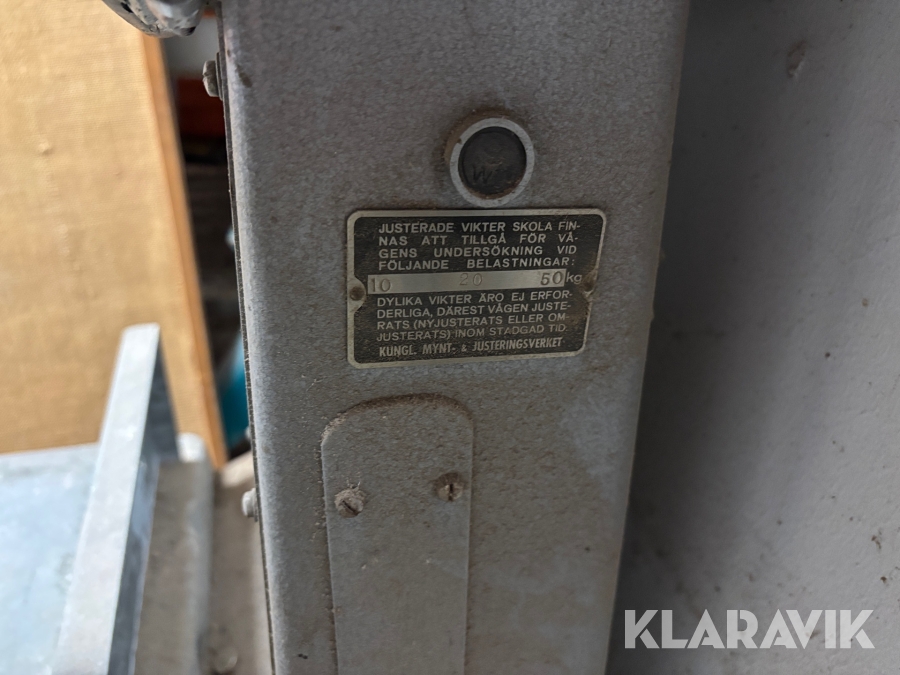 JUSTERADE VIKTER SKOLA FIN-
NAS ATT TILLGÅ FÖR VÅ-
GENS UNDERSÖKNING VID
FÖLJANDE BELASTNINGAR:
10 20 50 kg
DYLIKA VIKTER ÄRO EJ ERFOR-
DERLIGA, DÄREST VÅGEN JUSTE-
RATS (NYJUSTERATS ELLER OM
JUSTERATS) INOM STADGAD TID.
KUNGL. MYNT- & JUSTERINGSVERKET
KLARAVIK